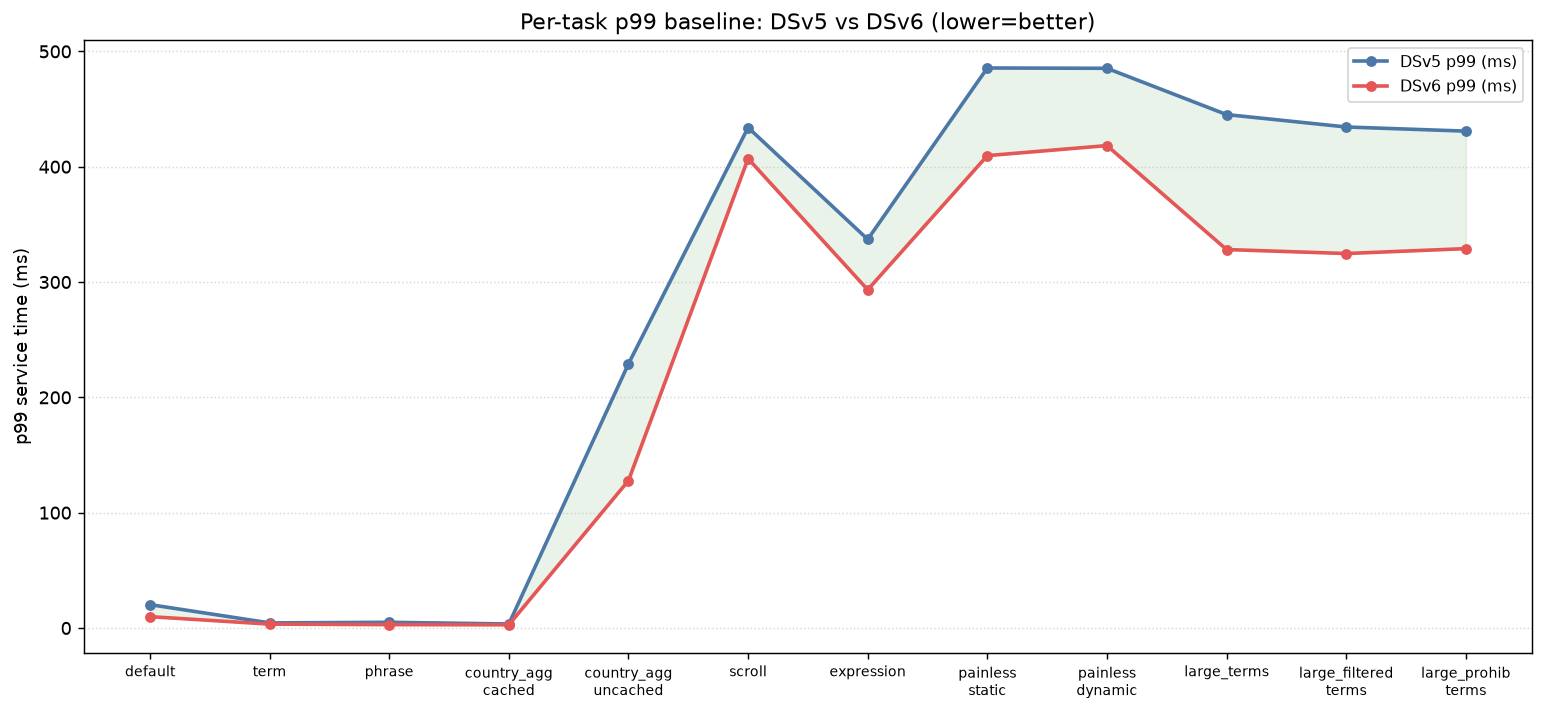 Per-task p99 baseline: DSv5 vs DSv6 (lower=better)
DSv5 p99 (ms)
DSv6 p99 (ms)
p99 service time (ms)
500
400
300
200
100
0
default
term
phrase
country_agg
cached
country_agg
uncached
scroll
expression
painless
static
painless
dynamic
large_terms
large_filtered
terms
large_prohib
terms